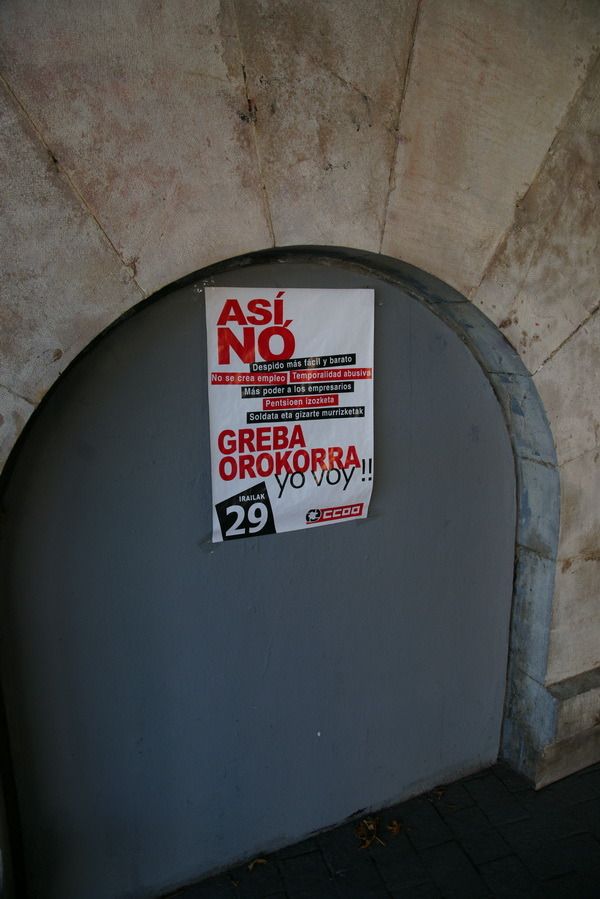 ASÍ
NO
Despido más fácil y barato
No se crea empleo Temporalidad abusiva
Más poder a los empresarios
Pentsioen izozketa
Soldata eta gizarte murrizketak
GREBA
OROKORRA
yo voy !!
IRAILAK
29
CCOO